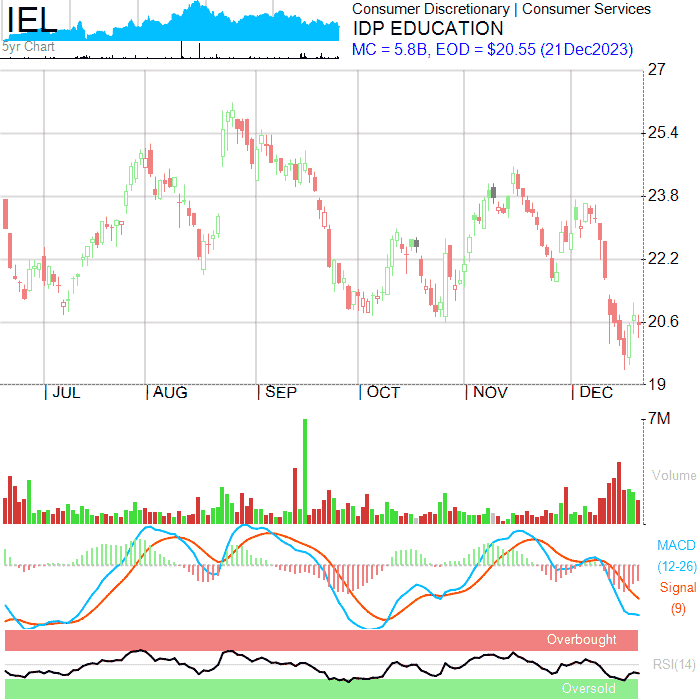 IEL
5yr Chart
Consumer Discretionary | Consumer Services
IDP EDUCATION
MC = 5.8B, EOD = $20.55 (21Dec2023)
27
25.4
23.8
22.2
20.6
19
JUL
AUG
SEP
OCT
NOV
DEC
7M
Volume
MACD
(12-26)
Signal
(9)
Overbought
RSI(14)
Oversold